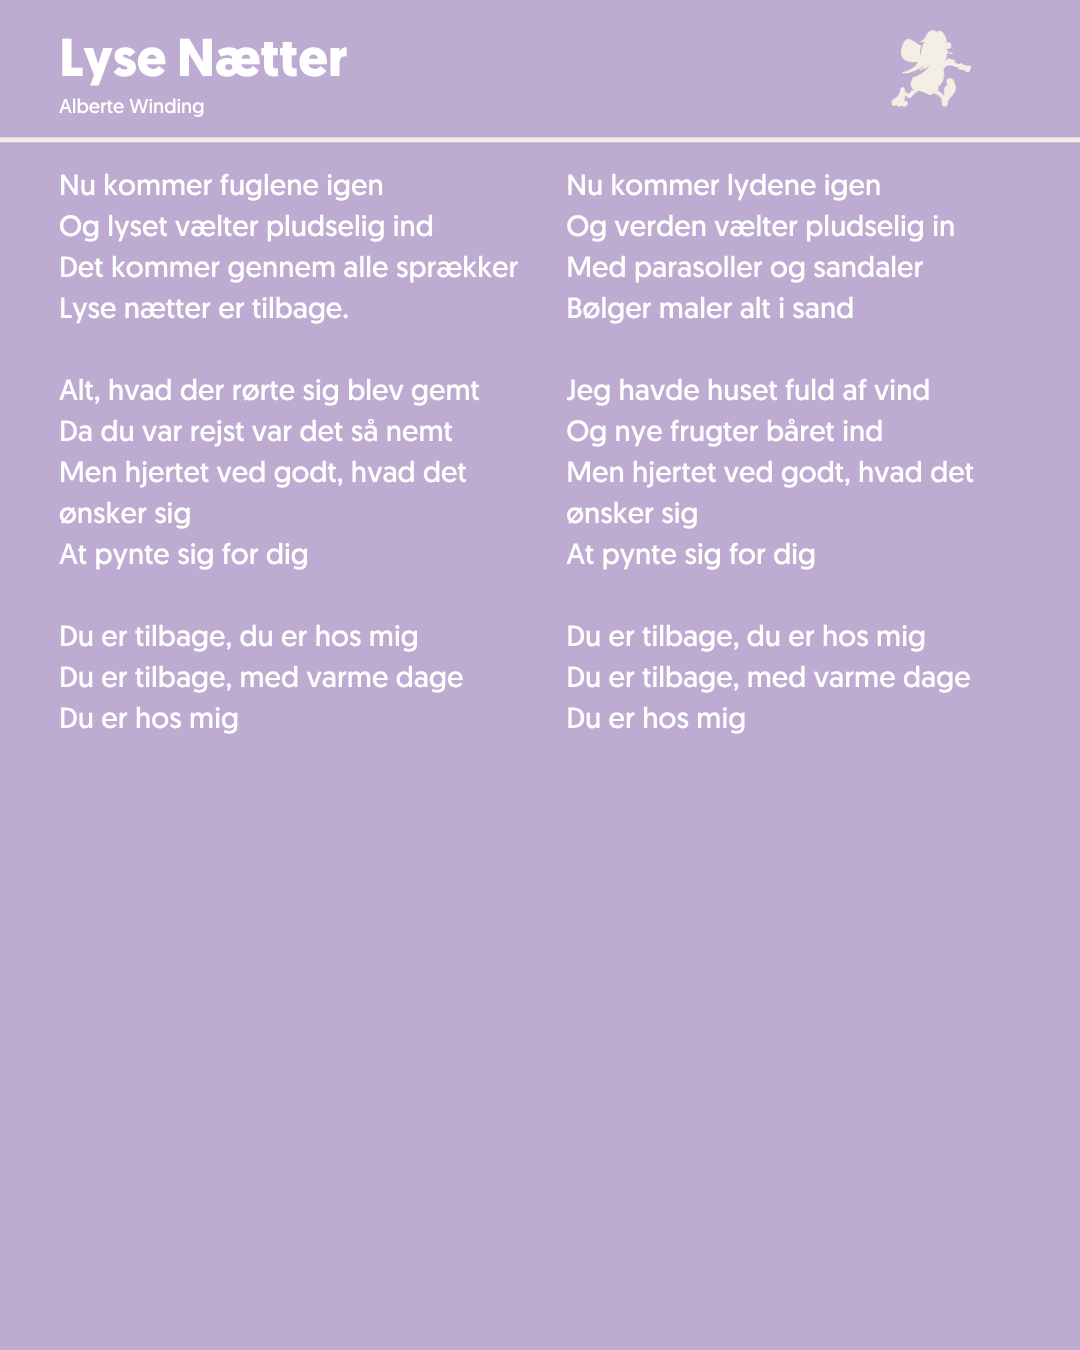 Lyse Nætter
Alberte Winding
Nu kommer fuglene igen
Og lyset vælter pludselig ind
Det kommer gennem alle sprækker
Lyse nætter er tilbage.
Alt, hvad der rørte sig blev gemt
Da du var rejst var det så nemt
Men hjertet ved godt, hvad det
ønsker sig
At pynte sig for dig
Du er tilbage, du er hos mig
Du er tilbage, med varme dage
Du er hos mig
Nu kommer lydene igen
Og verden vælter pludselig in
Med parasoller og sandaler
Bølger maler alt i sand
Jeg havde huset fuld af vind
Og nye frugter båret ind
Men hjertet ved godt, hvad det
ønsker sig
At pynte sig for dig
Du er tilbage, du er hos mig
Du er tilbage, med varme dage
Du er hos mig